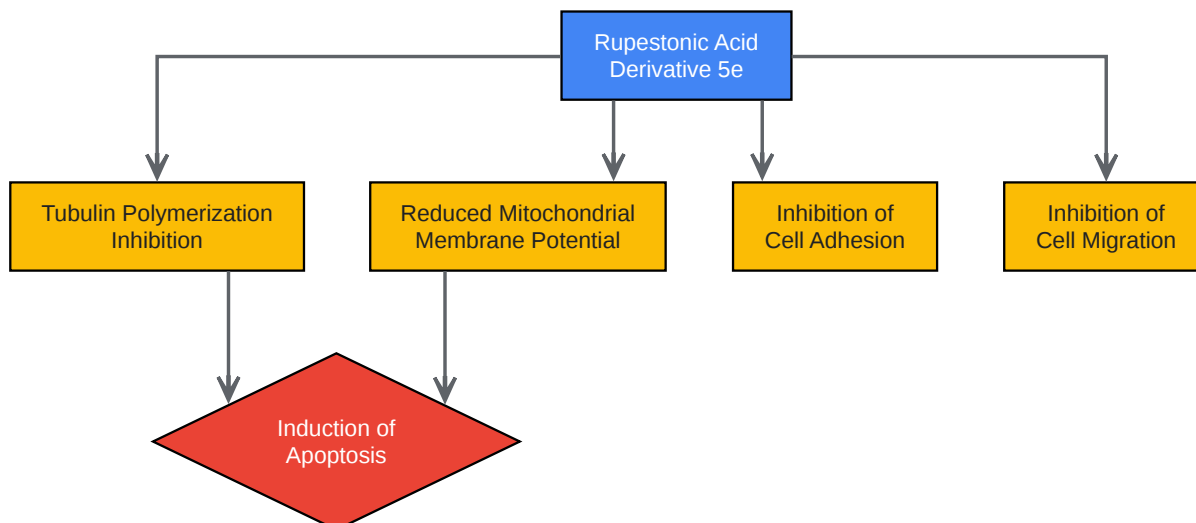 Rupestonic Acid
Derivative 5e
Tubulin Polymerization
Inhibition
Reduced Mitochondrial
Membrane Potential
Inhibition of
Cell Adhesion
Inhibition of
Cell Migration
Induction of
Apoptosis